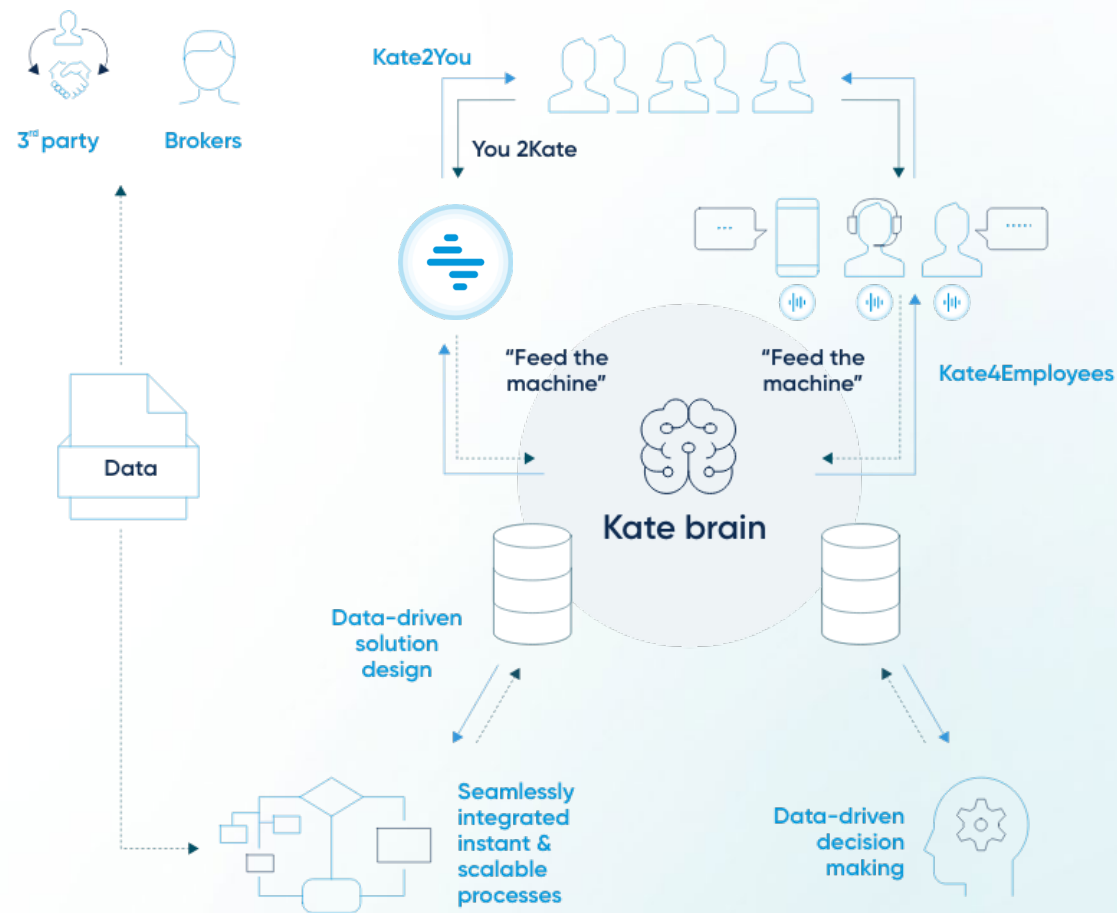 Kate2You
3rd party
Brokers
You 2Kate
...
.....
“Feed the
machine”
“Feed the
machine”
Kate4Employees
Data
Kate brain
Data-driven
solution
design
Seamlessly
integrated
instant &
scalable
processes
Data-driven
decision
making